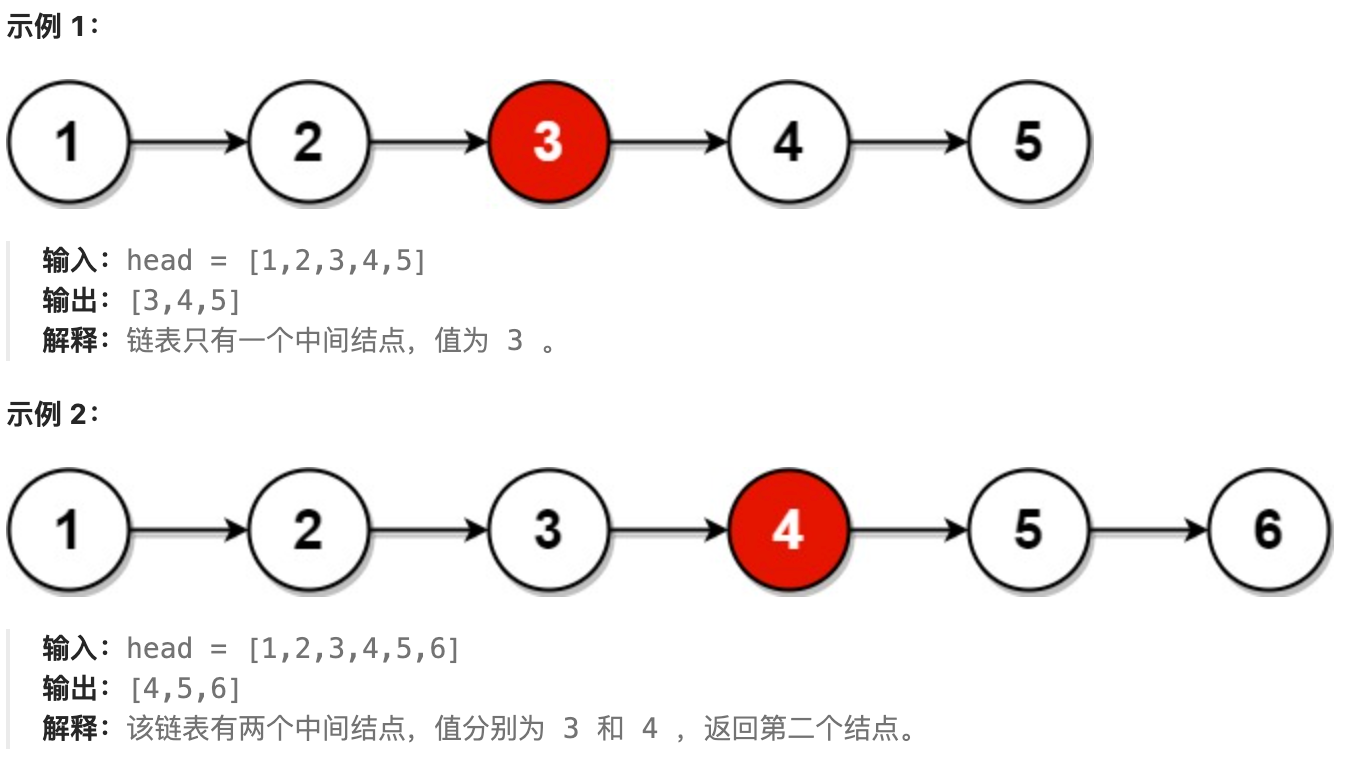 示例 1：
1 2 3 4 5
输入：head = [1,2,3,4,5]
输出：[3,4,5]
解释：链表只有一个中间结点，值为 3 。
示例 2：
1 2 3 4 5 6
输入：head = [1,2,3,4,5,6]
输出：[4,5,6]
解释：该链表有两个中间结点，值分别为 3 和 4 ，返回第二个结点。